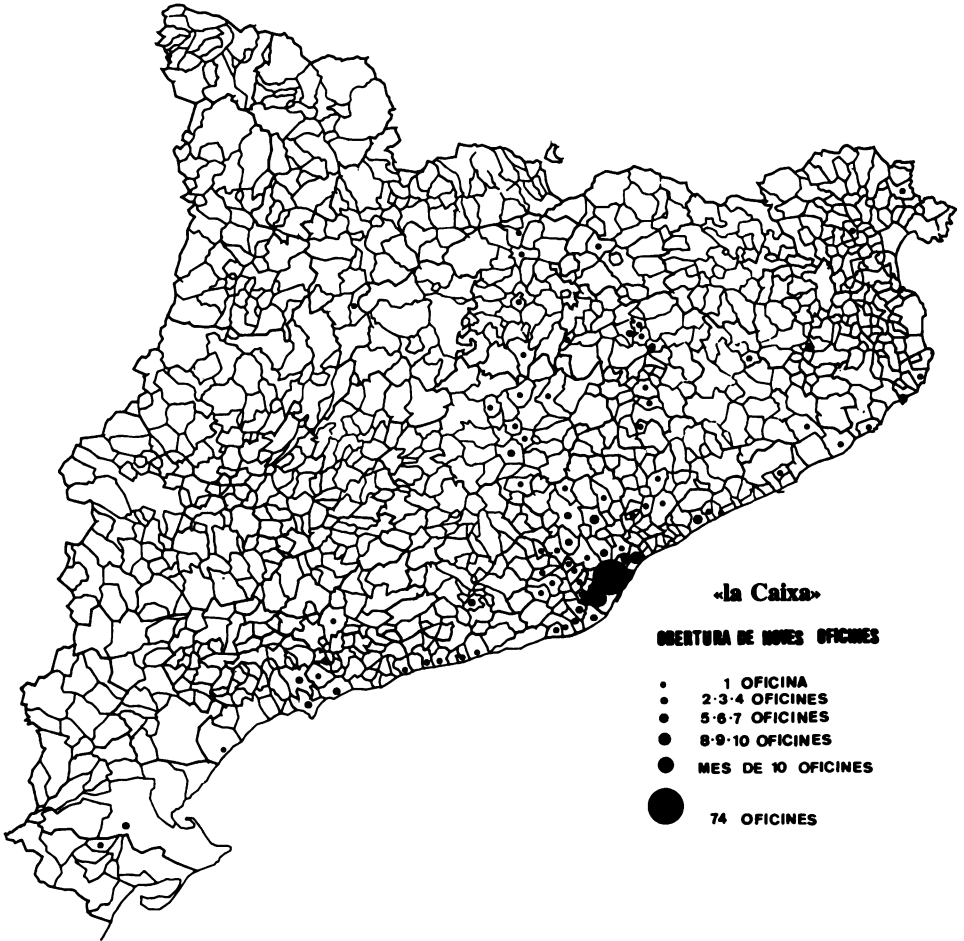 «la Caixa»
OBERTURA DE NOVES OFICINES
1 OFICINA
2·3·4 OFICINES
5·6·7 OFICINES
8·9·10 OFICINES
MES DE 10 OFICINES
74 OFICINES